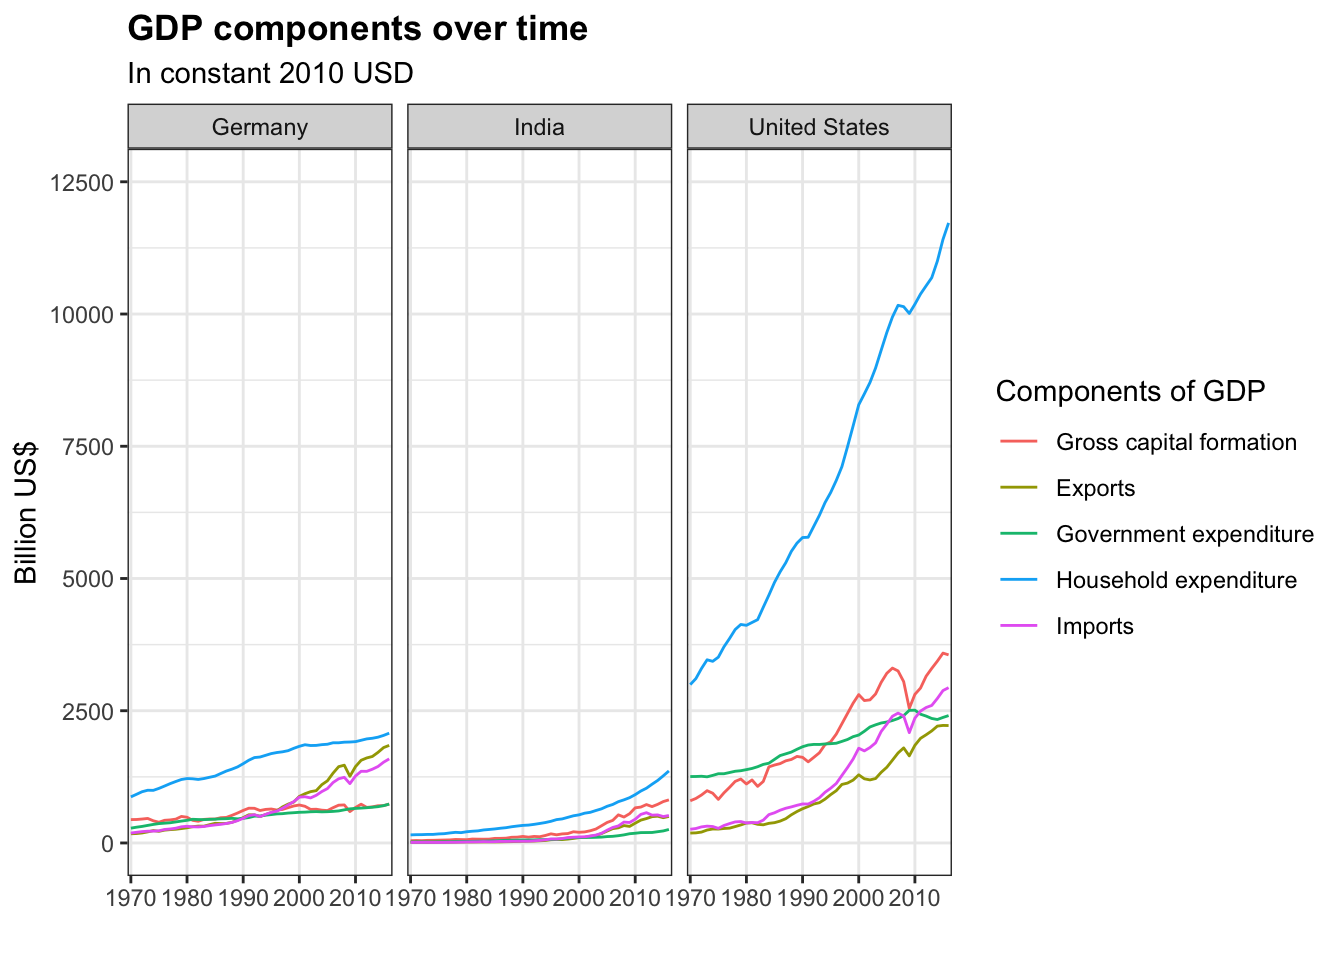 GDP components over time
In constant 2010 USD
Germany
India
United States
12500
10000
7500
5000
2500
0
Billion US$
1970 1980 1990 2000 2010
1970 1980 1990 2000 2010
1970 1980 1990 2000 2010
Components of GDP
Gross capital formation
Exports
Government expenditure
Household expenditure
Imports